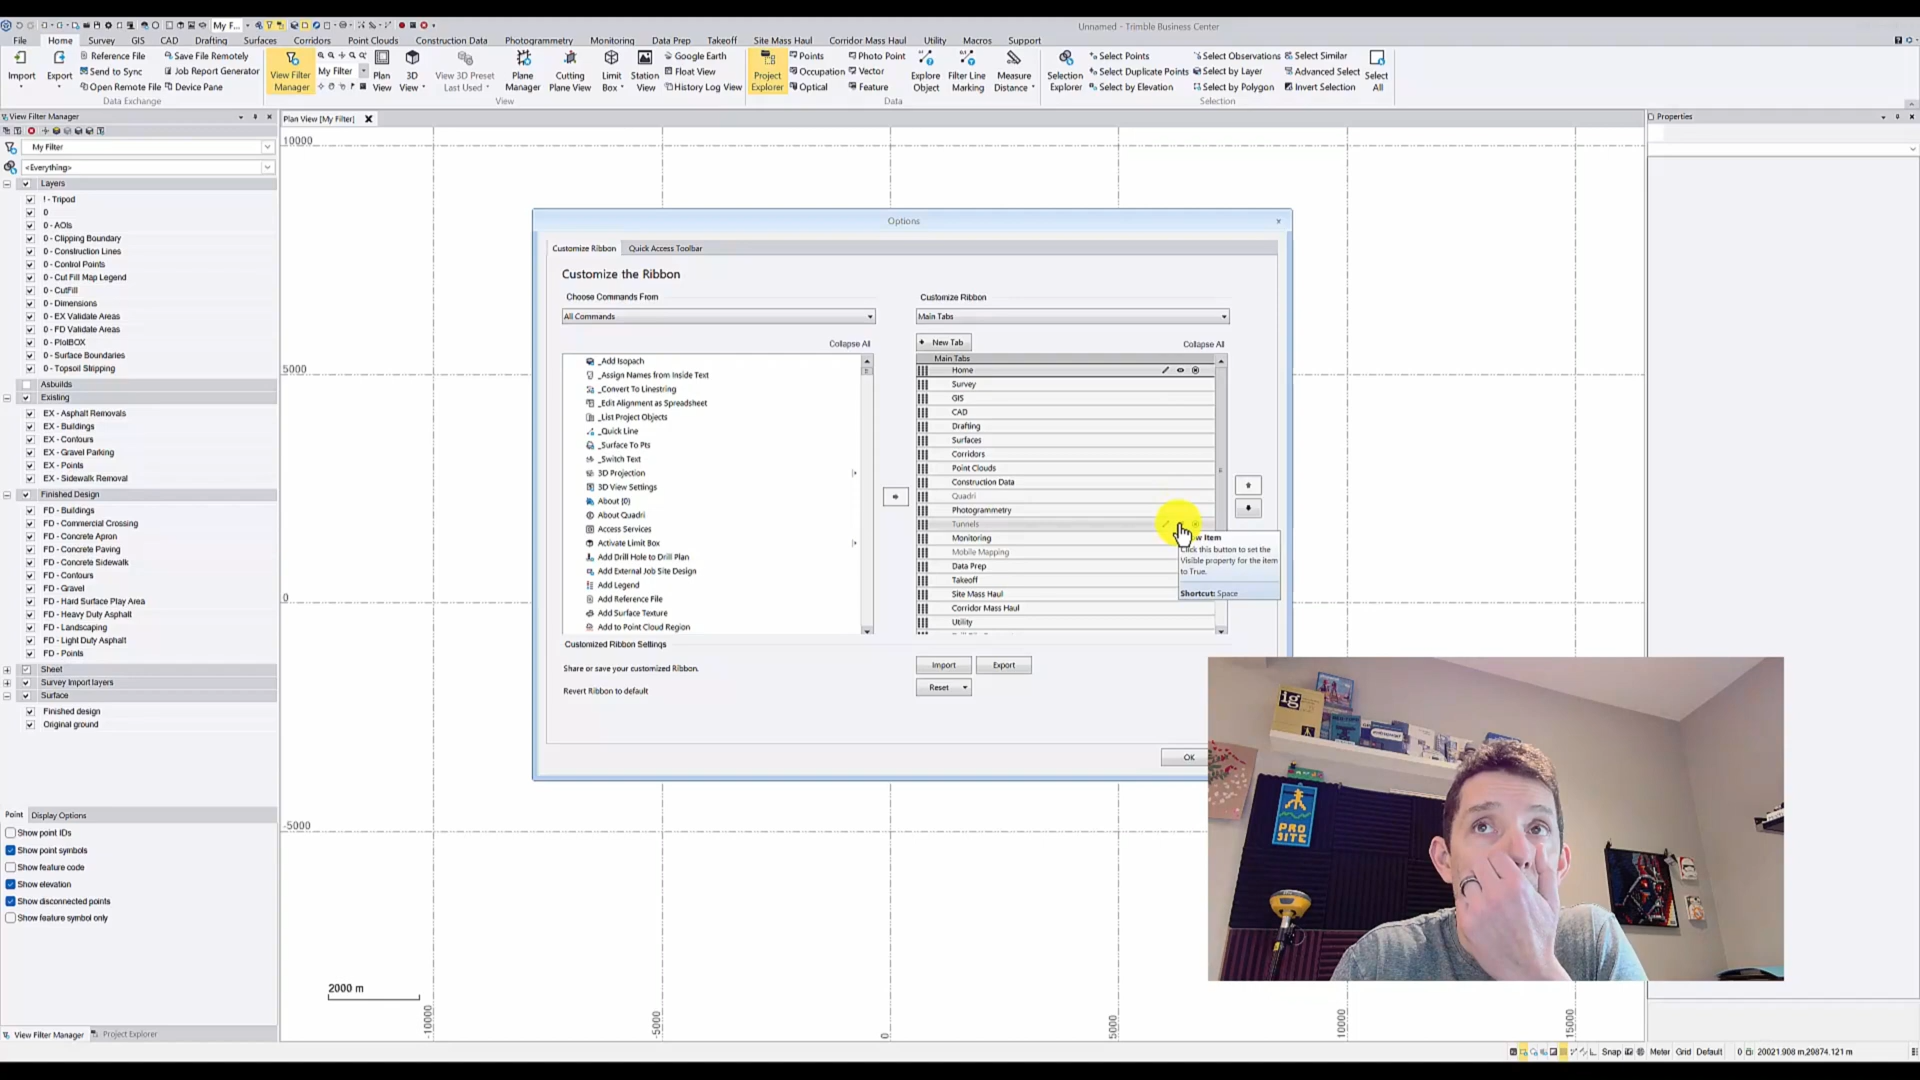 My F...
Unnamed - Trimble Business Center
File Home Survey GIS CAD Drafting Surfaces Corridors Point Clouds Construction Data Photogrammetry Monitoring Data Prep Takeoff Site Mass Haul Corridor Mass Haul Utility Macros Support
Import
Export
Reference File
Send to Sync
Open Remote File
Save File Remotely
Job Report Generator
Device Pane
Data Exchange
View Filter
Manager
My Filter
Plan
View
3D
View
View 3D Preset
Last Used
Plane
Manager
Cutting
Plane View
Limit
Box
Station
View
Google Earth
Float View
History Log View
View
Project
Explorer
Points
Occupation
Optical
Photo Point
Vector
Feature
Explore
Object
Filter Line
Marking
Measure
Distance
Data
Selection
Explorer
Select Points
Select Duplicate Points
Select by Elevation
Select Observations
Select by Layer
Select by Polygon
Select Similar
Advanced Select
Invert Selection
Select
All
Selection
View Filter Manager
My Filter
<Everything>
Layers
! - Tripod
0
0 - AOIs
0 - Clipping Boundary
0 - Construction Lines
0 - Control Points
0 - Cut Fill Map Legend
0 - CutFill
0 - Dimensions
0 - EX Validate Areas
0 - FD Validate Areas
0 - PlotBOX
0 - Surface Boundaries
0 - Topsoil Stripping
Asbuilds
Existing
EX - Asphalt Removals
EX - Buildings
EX - Contours
EX - Gravel Parking
EX - Points
EX - Sidewalk Removal
Finished Design
FD - Buildings
FD - Commercial Crossing
FD - Concrete Apron
FD - Concrete Paving
FD - Concrete Sidewalk
FD - Contours
FD - Gravel
FD - Hard Surface Play Area
FD - Heavy Duty Asphalt
FD - Landscaping
FD - Light Duty Asphalt
FD - Points
Sheet
Survey Import layers
Surface
Finished design
Original ground
Point Display Options
Show point IDs
Show point symbols
Show feature code
Show elevation
Show disconnected points
Show feature symbol only
View Filter Manager Project Explorer
Plan View [My Filter]
10000
5000
0
-5000
2000 m
-10000
-5000
0
5000
10000
15000
Properties
Options
Customize Ribbon Quick Access Toolbar
Customize the Ribbon
Choose Commands From
All Commands
Collapse All
_Add Isopach
_Assign Names from Inside Text
_Convert To Linestring
_Edit Alignment as Spreadsheet
_List Project Objects
_Quick Line
_Surface To Pts
_Switch Text
3D Projection
3D View Settings
About {0}
About Quadri
Access Services
Activate Limit Box
Add Drill Hole to Drill Plan
Add External Job Site Design
Add Legend
Add Reference File
Add Surface Texture
Add to Point Cloud Region
Customize Ribbon
Main Tabs
New Tab
Collapse All
Main Tabs
Home
Survey
GIS
CAD
Drafting
Surfaces
Corridors
Point Clouds
Construction Data
Quadri
Photogrammetry
Tunnels
Monitoring
Mobile Mapping
Data Prep
Takeoff
Site Mass Haul
Corridor Mass Haul
Utility
Item
Click this button to set the
Visible property for the item
to True.
Shortcut: Space
Customized Ribbon Settings
Share or save your customized Ribbon.
Import Export
Revert Ribbon to default
Reset
OK
ig
PRO
SITE
Snap Meter Grid Default 0 20021.908 m,29874.121 m